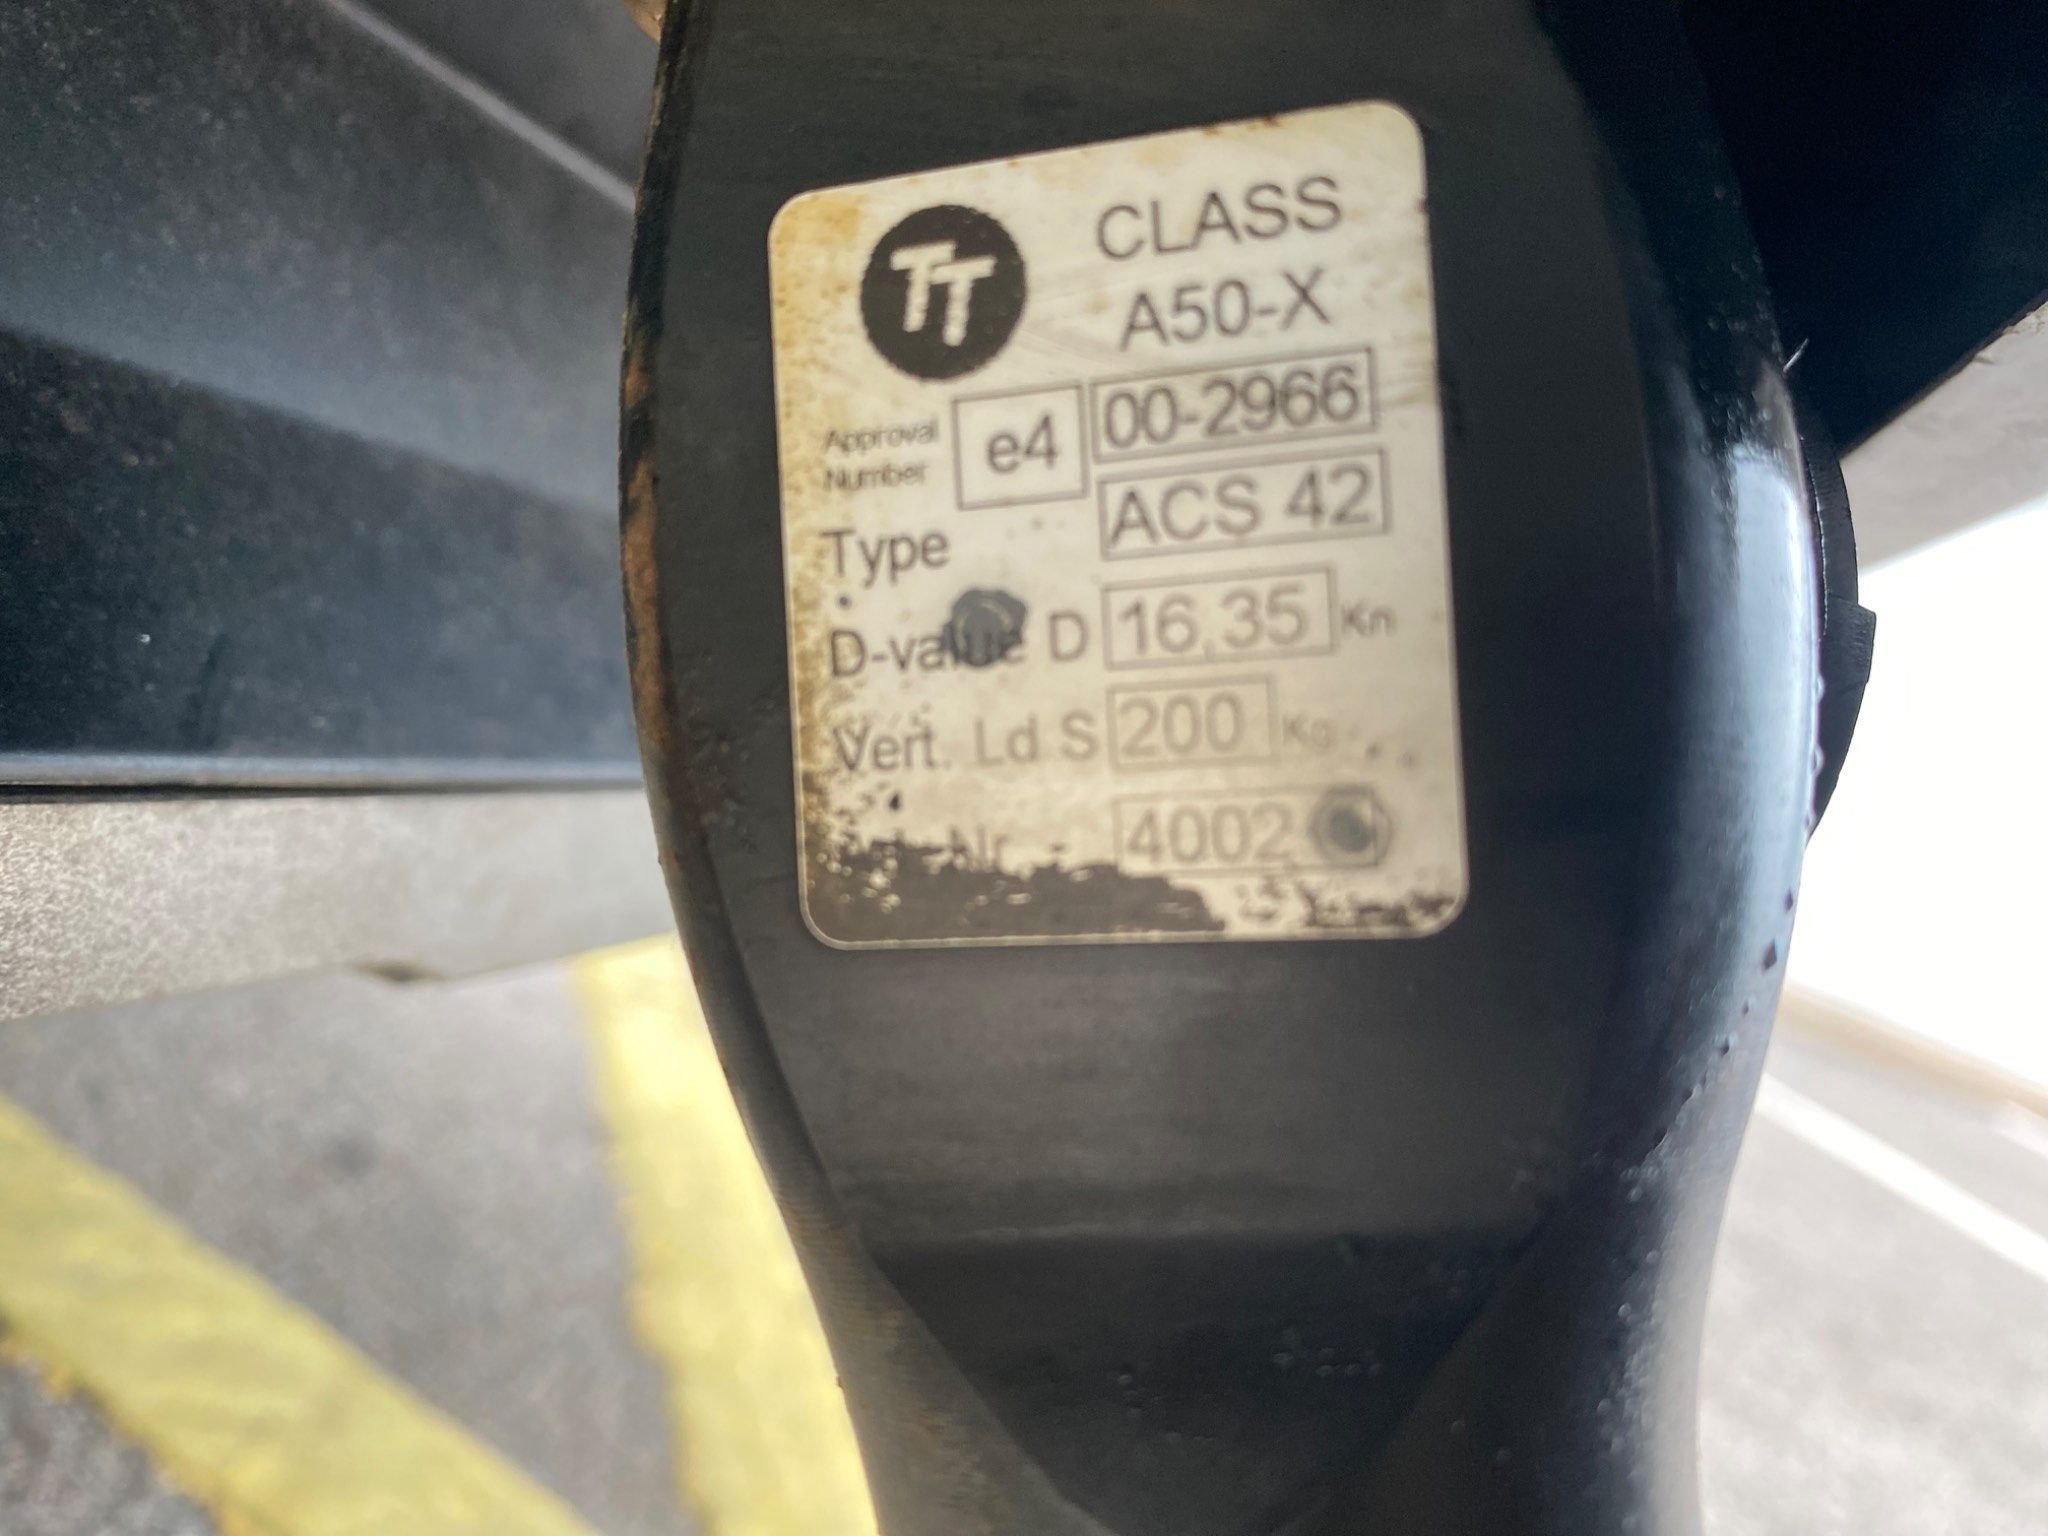 TT
CLASS
A50-X
Approval
Number
e4
00-2966
Type
ACS 42
D-value D 16,35 Kn
Vert. Ld S 200 Kg
Nr. 4002